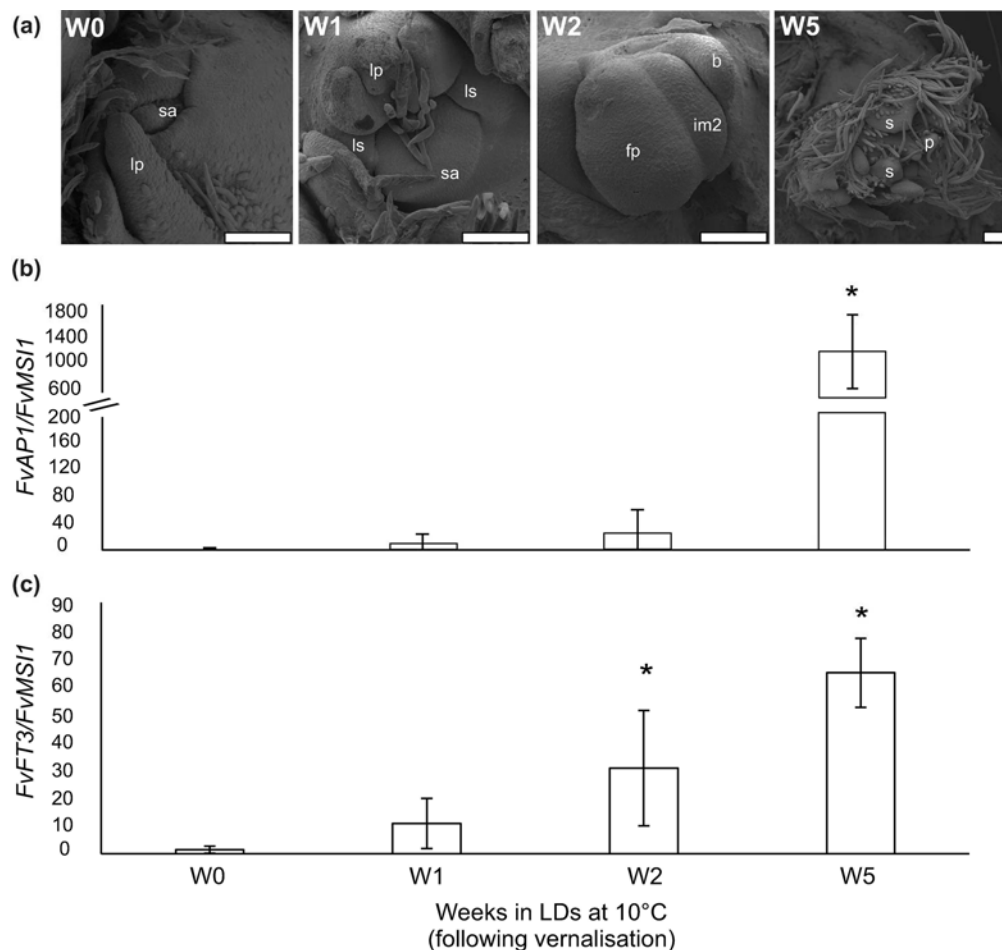 (a)
W0
sa
lp
W1
lp
ls
ls
sa
W2
b
im2
fp
W5
s
p
s
(b)
FvAP1/FvMSI1
1800
1400
1000
600
200
160
120
80
40
0
*
(c)
FvFT3/FvMSI1
90
80
70
60
50
40
30
20
10
0
*
*
W0 W1 W2 W5
Weeks in LDs at 10°C
(following vernalisation)